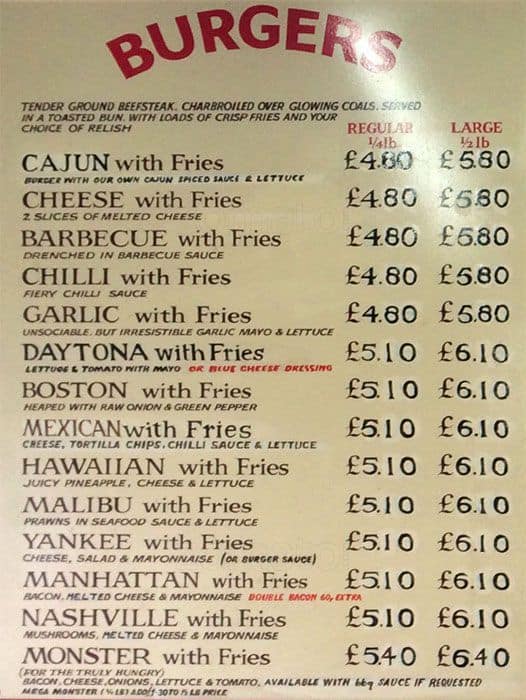 BURGERS
TENDER GROUND BEEFSTEAK. CHARBROILED OVER GLOWING COALS. SERVED
IN A TOASTED BUN. WITH LOADS OF CRISP FRIES AND YOUR
CHOICE OF RELISH
REGULAR LARGE
1/4lb 1/2lb
CAJUN with Fries £4.80 £5.80
BURGER WITH OUR OWN CAJUN SPICED SAUCE & LETTUCE
CHEESE with Fries £4.80 £5.80
2 SLICES OF MELTED CHEESE
BARBECUE with Fries £4.80 £5.80
DRENCHED IN BARBECUE SAUCE
CHILLI with Fries £4.80 £5.80
FIERY CHILLI SAUCE
GARLIC with Fries £4.80 £5.80
UNSOCIABLE. BUT IRRESISTIBLE GARLIC MAYO & LETTUCE
DAYTONA with Fries £5.10 £6.10
LETTUCE & TOMATO WITH MAYO OR BLUE CHEESE DRESSING
BOSTON with Fries £5.10 £6.10
HEAPED WITH RAW ONION & GREEN PEPPER
MEXICAN with Fries £5.10 £6.10
CHEESE, TORTILLA CHIPS, CHILLI SAUCE & LETTUCE
HAWAIIAN with Fries £5.10 £6.10
JUICY PINEAPPLE, CHEESE & LETTUCE
MALIBU with Fries £5.10 £6.10
PRAWNS IN SEAFOOD SAUCE & LETTUCE
YANKEE with Fries £5.10 £6.10
CHEESE, SALAD & MAYONNAISE (OR BURGER SAUCE)
MANHATTAN with Fries £5.10 £6.10
BACON, MELTED CHEESE & MAYONNAISE DOUBLE BACON 60p EXTRA
NASHVILLE with Fries £5.10 £6.10
MUSHROOMS, MELTED CHEESE & MAYONNAISE
MONSTER with Fries £5.40 £6.40
(FOR THE TRULY HUNGRY)
BACON, CHEESE, ONIONS, LETTUCE & TOMATO. AVAILABLE WITH bbq SAUCE IF REQUESTED
MEGA MONSTER PRICE